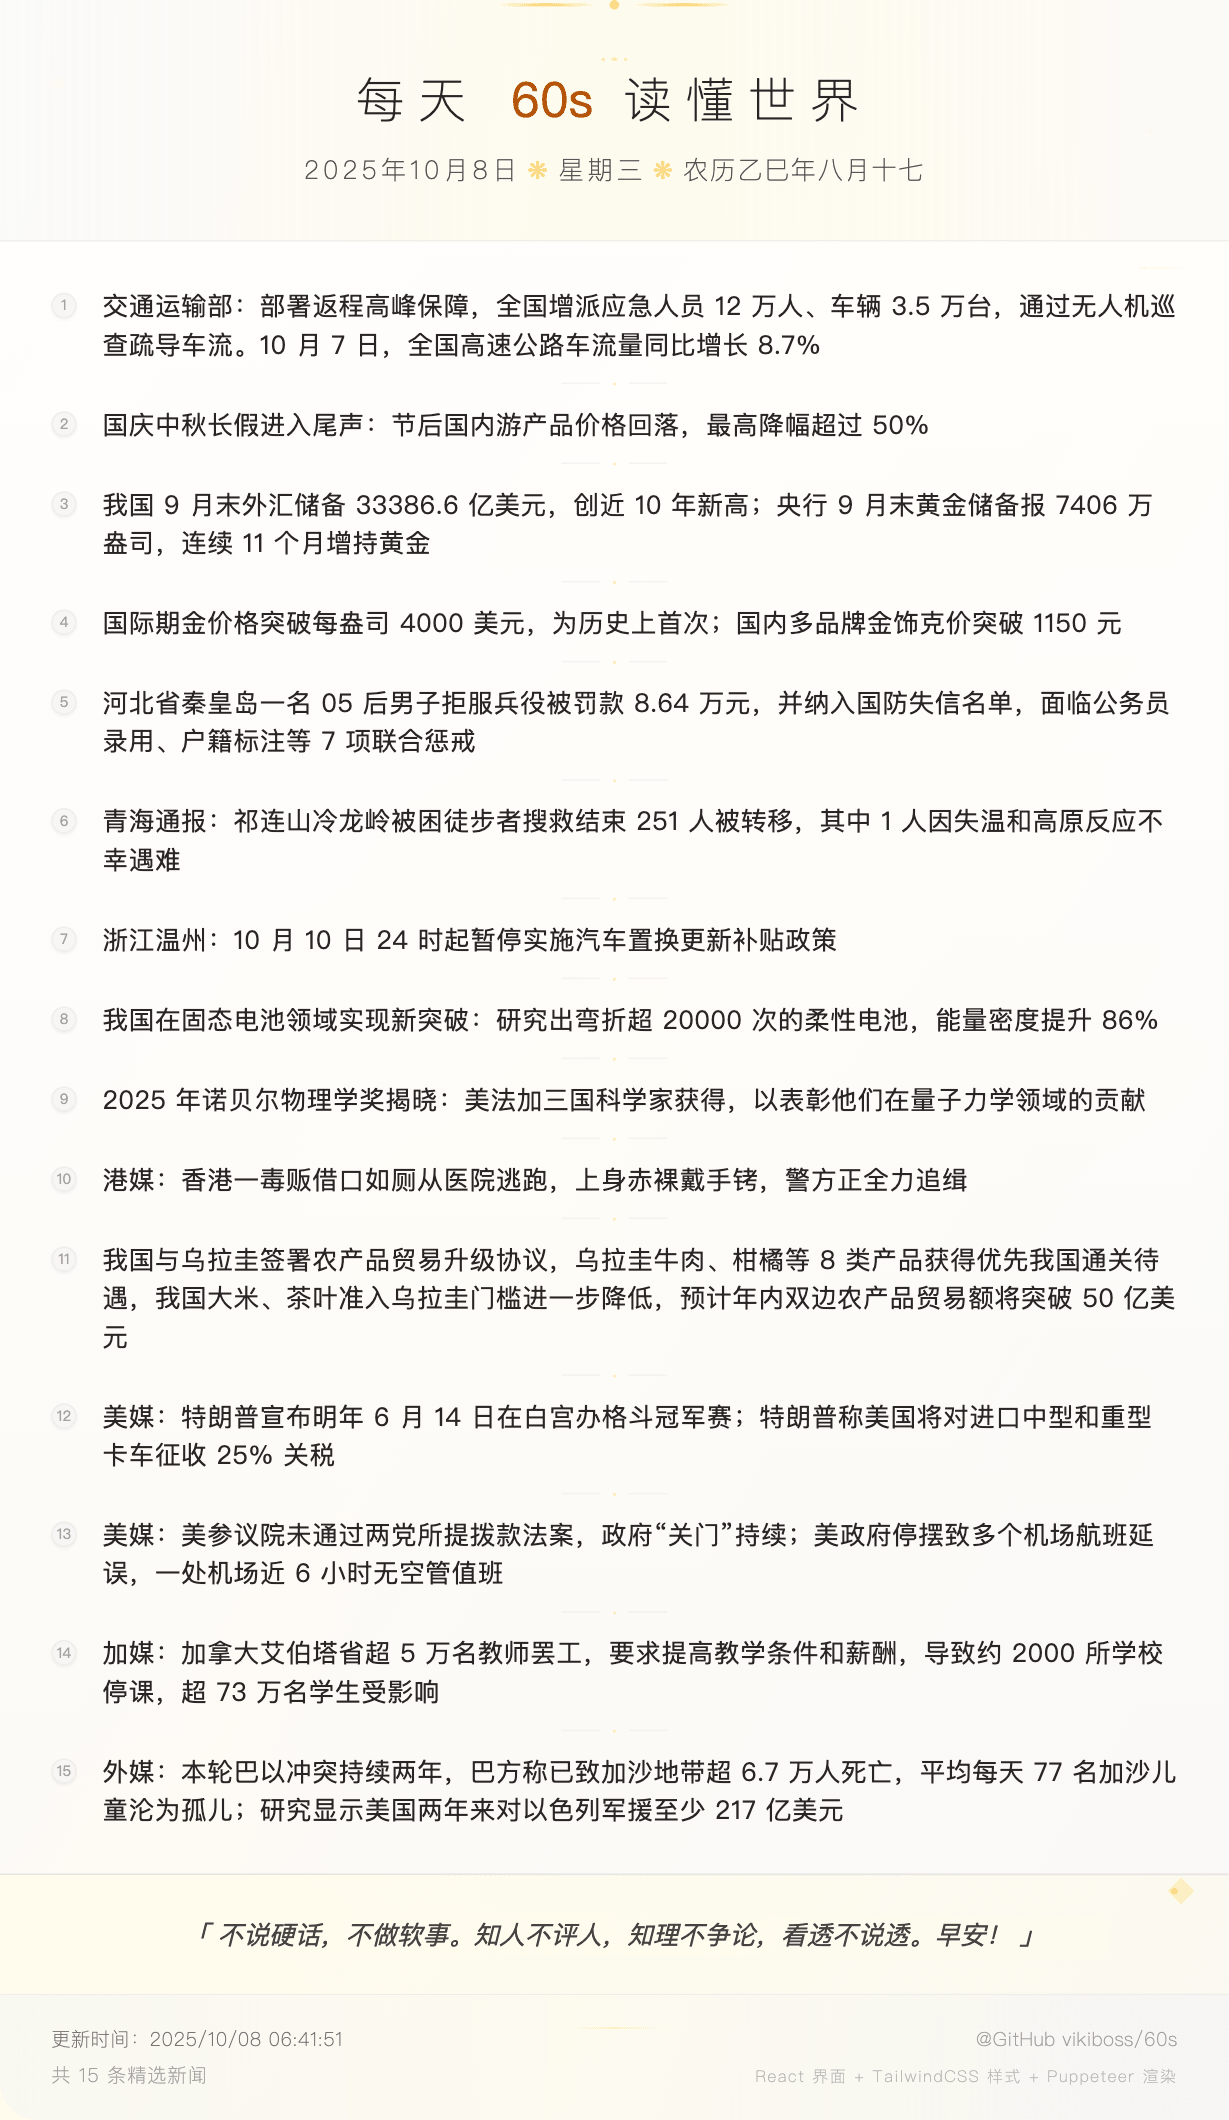 每天 60s 读懂世界
2025年10月8日 ❋ 星期三 ❋ 农历乙巳年八月十七
1 交通运输部：部署返程高峰保障，全国增派应急人员 12 万人、车辆 3.5 万台，通过无人机巡
查疏导车流。10 月 7 日，全国高速公路车流量同比增长 8.7%
2 国庆中秋长假进入尾声：节后国内游产品价格回落，最高降幅超过 50%
3 我国 9 月末外汇储备 33386.6 亿美元，创近 10 年新高；央行 9 月末黄金储备报 7406 万
盎司，连续 11 个月增持黄金
4 国际期金价格突破每盎司 4000 美元，为历史上首次；国内多品牌金饰克价突破 1150 元
5 河北省秦皇岛一名 05 后男子拒服兵役被罚款 8.64 万元，并纳入国防失信名单，面临公务员
录用、户籍标注等 7 项联合惩戒
6 青海通报：祁连山冷龙岭被困徒步者搜救结束 251 人被转移，其中 1 人因失温和高原反应不
幸遇难
7 浙江温州：10 月 10 日 24 时起暂停实施汽车置换更新补贴政策
8 我国在固态电池领域实现新突破：研究出弯折超 20000 次的柔性电池，能量密度提升 86%
9 2025 年诺贝尔物理学奖揭晓：美法加三国科学家获得，以表彰他们在量子力学领域的贡献
10 港媒：香港一毒贩借口如厕从医院逃跑，上身赤裸戴手铐，警方正全力追缉
11 我国与乌拉圭签署农产品贸易升级协议，乌拉圭牛肉、柑橘等 8 类产品获得优先我国通关待
遇，我国大米、茶叶准入乌拉圭门槛进一步降低，预计年内双边农产品贸易额将突破 50 亿美
元
12 美媒：特朗普宣布明年 6 月 14 日在白宫办格斗冠军赛；特朗普称美国将对进口中型和重型
卡车征收 25% 关税
13 美媒：美参议院未通过两党所提拨款法案，政府“关门”持续；美政府停摆致多个机场航班延
误，一处机场近 6 小时无空管值班
14 加媒：加拿大艾伯塔省超 5 万名教师罢工，要求提高教学条件和薪酬，导致约 2000 所学校
停课，超 73 万名学生受影响
15 外媒：本轮巴以冲突持续两年，巴方称已致加沙地带超 6.7 万人死亡，平均每天 77 名加沙儿
童沦为孤儿；研究显示美国两年来对以色列军援至少 217 亿美元
「 不说硬话，不做软事。知人不评人，知理不争论，看透不说透。早安！ 」
更新时间：2025/10/08 06:41:51
@GitHub vikiboss/60s
共 15 条精选新闻
React 界面 + TailwindCSS 样式 + Puppeteer 渲染